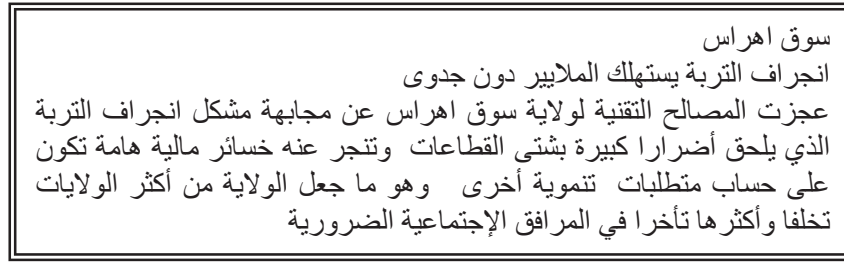 سوق اهراس
انجراف التربة يستهلك الملايير دون جدوى
عجزت المصالح التقنية لولاية سوق اهراس عن مجابهة مشكل انجراف التربة
الذي يلحق أضرارا كبيرة بشتى القطاعات وتنجر عنه خسائر مالية هامة تكون
على حساب متطلبات تنموية أخرى وهو ما جعل الولاية من أكثر الولايات
تخلفا وأكثرها تأخرا في المرافق الإجتماعية الضرورية